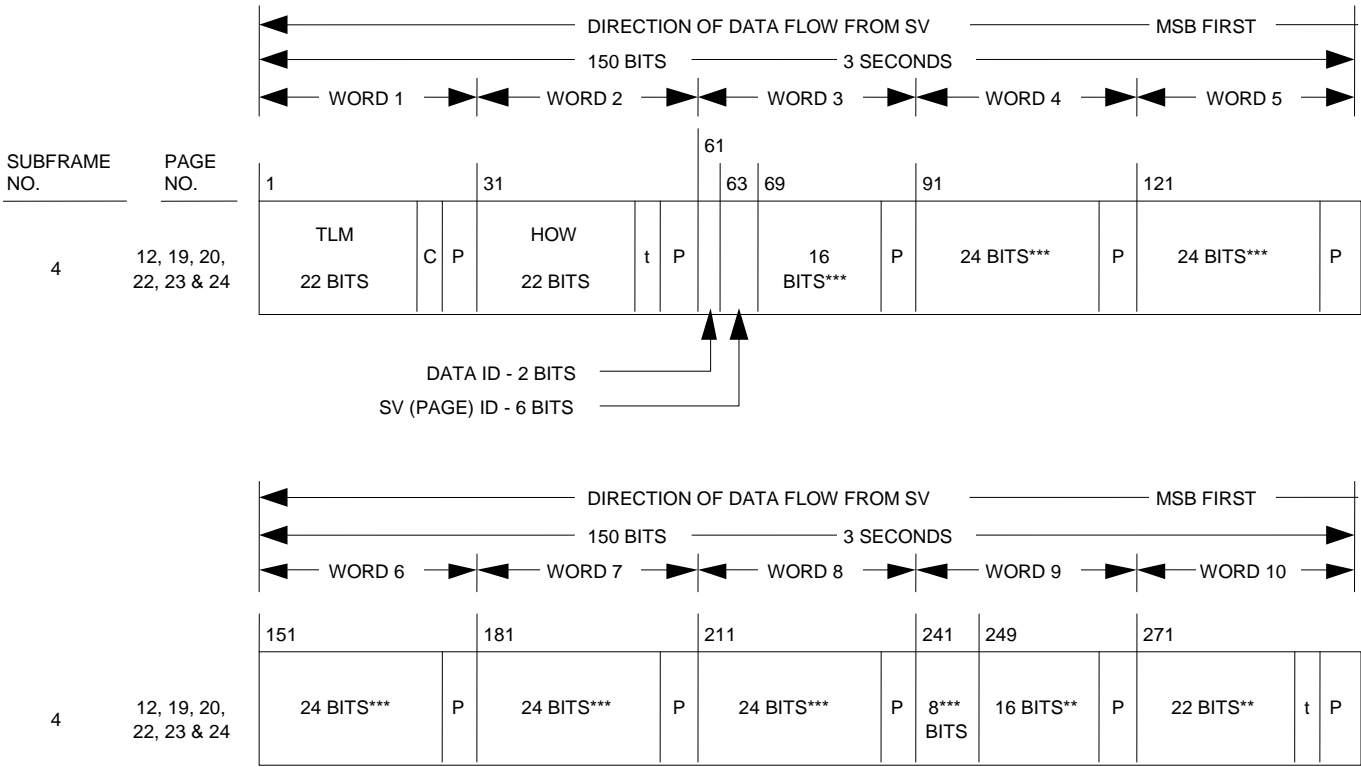 DIRECTION OF DATA FLOW FROM SV MSB FIRST
150 BITS 3 SECONDS
WORD 1 WORD 2 WORD 3 WORD 4 WORD 5
SUBFRAME NO.
PAGE NO.
61
1 31 63 69 91 121
4
12, 19, 20,
22, 23 & 24
TLM
22 BITS
C
P
HOW
22 BITS
t
P
16
BITS***
P
24 BITS***
P
24 BITS***
P
DATA ID - 2 BITS
SV (PAGE) ID - 6 BITS
DIRECTION OF DATA FLOW FROM SV MSB FIRST
150 BITS 3 SECONDS
WORD 6 WORD 7 WORD 8 WORD 9 WORD 10
151 181 211 241 249 271
4
12, 19, 20,
22, 23 & 24
24 BITS***
P
24 BITS***
P
24 BITS***
P
8***
BITS
16 BITS**
P
22 BITS**
t
P